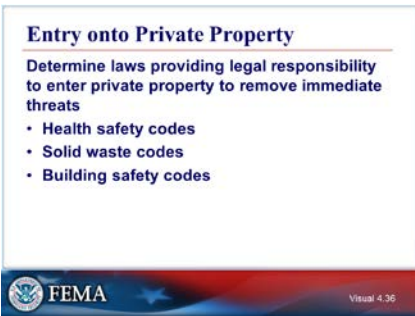 Entry onto Private Property
Determine laws providing legal responsibility
to enter private property to remove immediate
threats
• Health safety codes
• Solid waste codes
• Building safety codes
FEMA
Visual 4.36